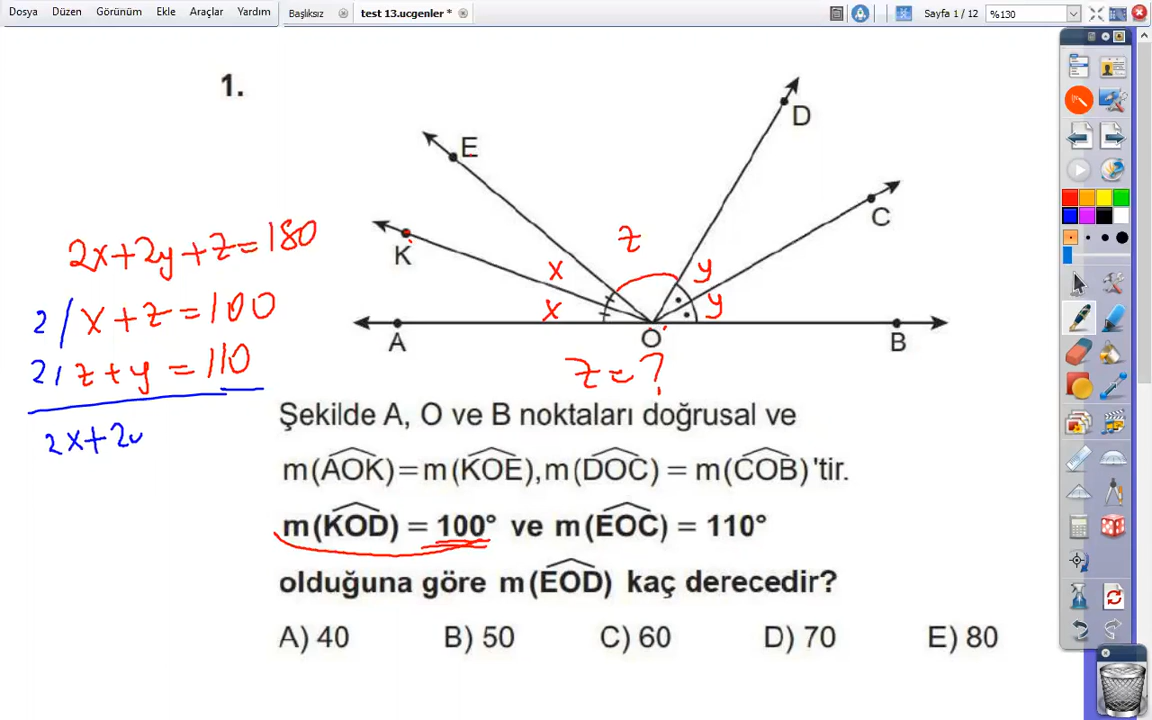 Dosya Düzen Görünüm Ekle Araçlar Yardım Başlıksız test 13.ucgenler * Sayfa 1 / 12 %130
1.
D
E
C
K
z
x
y
x
y
A
O
B
2x+2y+z=180
2/ x+z=100
2/ z+y=110
2x+2y
z=?
Şekilde A, O ve B noktaları doğrusal ve
m(AOK)=m(KOE),m(DOC) = m(COB)'tir.
m(KOD) = 100° ve m(EOC) = 110°
olduğuna göre m(EOD) kaç derecedir?
A) 40 B) 50 C) 60 D) 70 E) 80